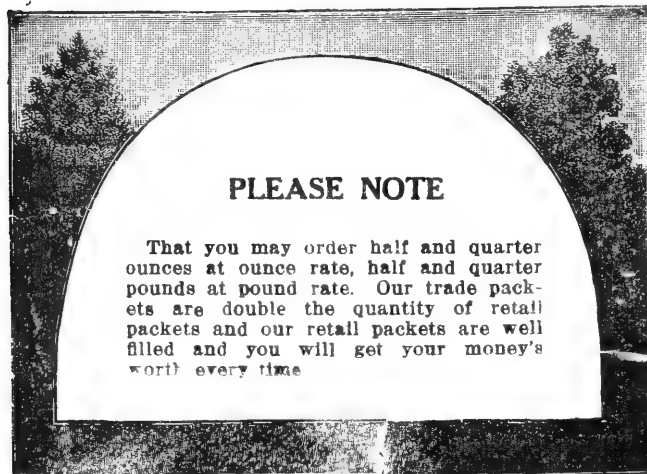 PLEASE NOTE
That you may order half and quarter
ounces at ounce rate, half and quarter
pounds at pound rate. Our trade pack-
ets are double the quantity of retail
packets and our retail packets are well
filled and you will get your money's
worth every time